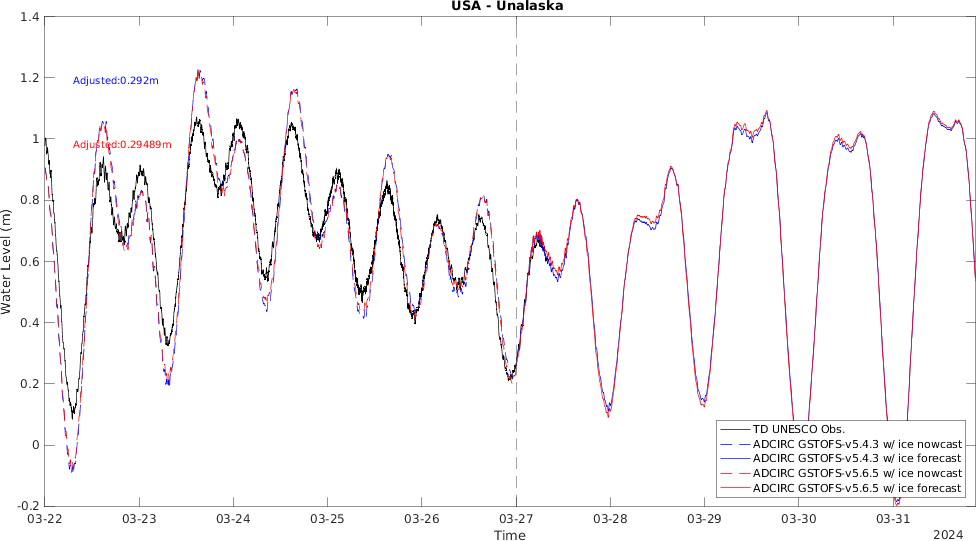 USA - Unalaska
1.4
1.2
1
0.8
0.6
0.4
0.2
0
-0.2
Water Level (m)
Adjusted:0.292m
Adjusted:0.29489m
TD UNESCO Obs.
ADCIRC GSTOFS-v5.4.3 w/ ice nowcast
ADCIRC GSTOFS-v5.4.3 w/ ice forecast
ADCIRC GSTOFS-v5.6.5 w/ ice nowcast
ADCIRC GSTOFS-v5.6.5 w/ ice forecast
03-22 03-23 03-24 03-25 03-26 03-27 03-28 03-29 03-30 03-31
Time
2024